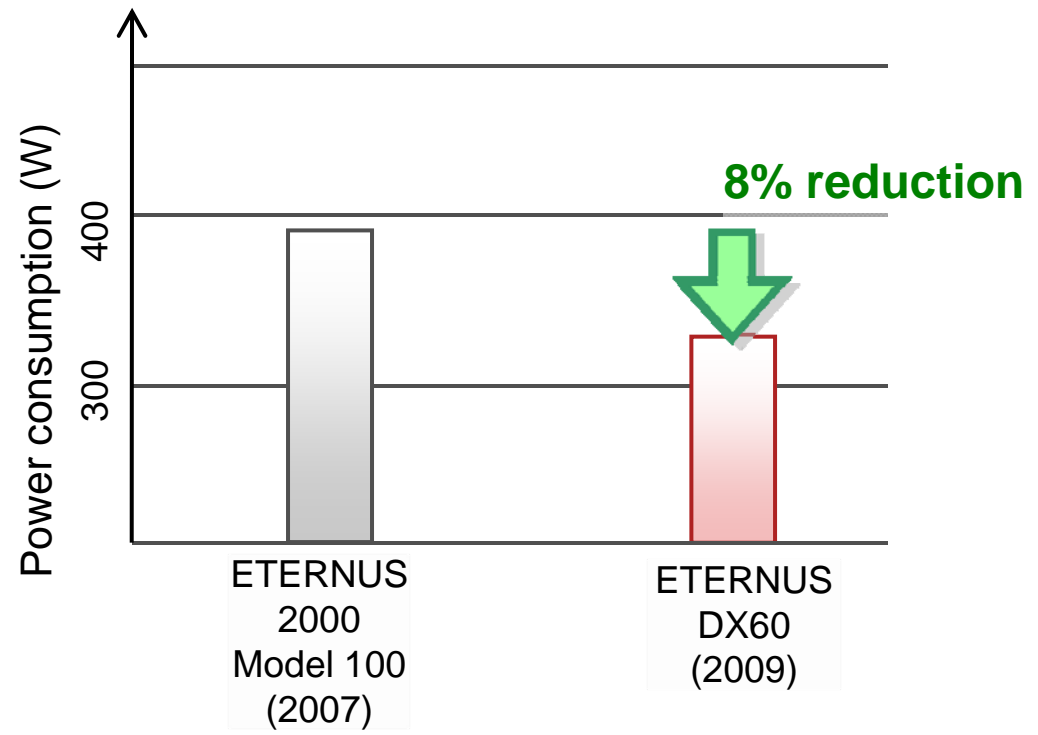 8% reduction
Power consumption (W)
400
300
ETERNUS
2000
Model 100
(2007)
ETERNUS
DX60
(2009)